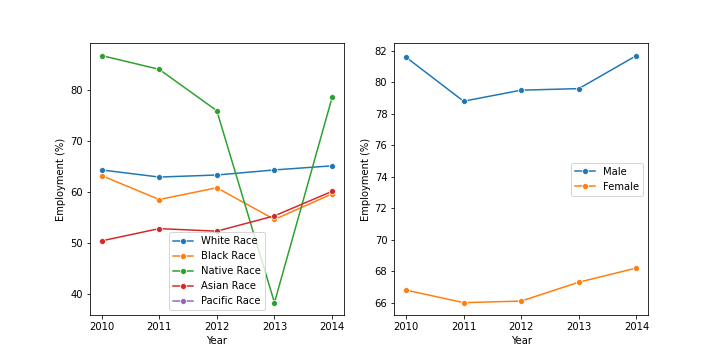 80
70
60
50
40
Employment (%)
2010 2011 2012 2013 2014
Year
White Race
Black Race
Native Race
Asian Race
Pacific Race
82
80
78
76
74
72
70
68
66
Employment (%)
2010 2011 2012 2013 2014
Year
Male
Female